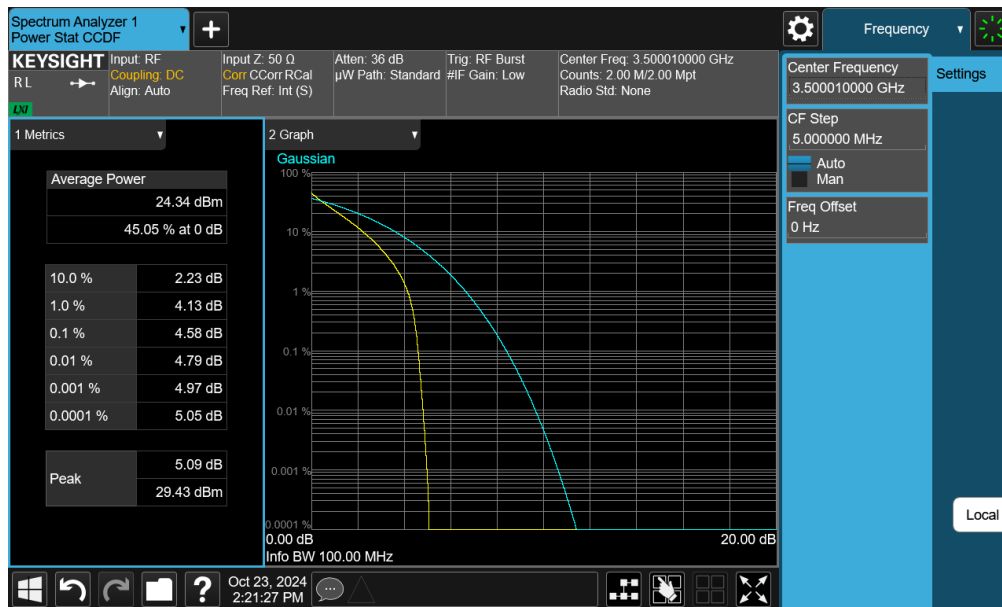 Spectrum Analyzer 1
Power Stat CCDF
+
Frequency
KEYSIGHT
R L
LXI
Input: RF
Coupling: DC
Align: Auto
Input Z: 50 Ω
Corr CCorr RCal
Freq Ref: Int (S)
Atten: 36 dB
µW Path: Standard
Trig: RF Burst
#IF Gain: Low
Center Freq: 3.500010000 GHz
Counts: 2.00 M/2.00 Mpt
Radio Std: None
Center Frequency
3.500010000 GHz
Settings
CF Step
5.000000 MHz
Auto
Man
Freq Offset
0 Hz
1 Metrics
Average Power
24.34 dBm
45.05 % at 0 dB
10.0 % 2.23 dB
1.0 % 4.13 dB
0.1 % 4.58 dB
0.01 % 4.79 dB
0.001 % 4.97 dB
0.0001 % 5.05 dB
Peak
5.09 dB
29.43 dBm
2 Graph
Gaussian
100 %
10 %
1 %
0.1 %
0.01 %
0.001 %
0.0001 %
0.00 dB 20.00 dB
Info BW 100.00 MHz
Local
?
Oct 23, 2024
2:21:27 PM